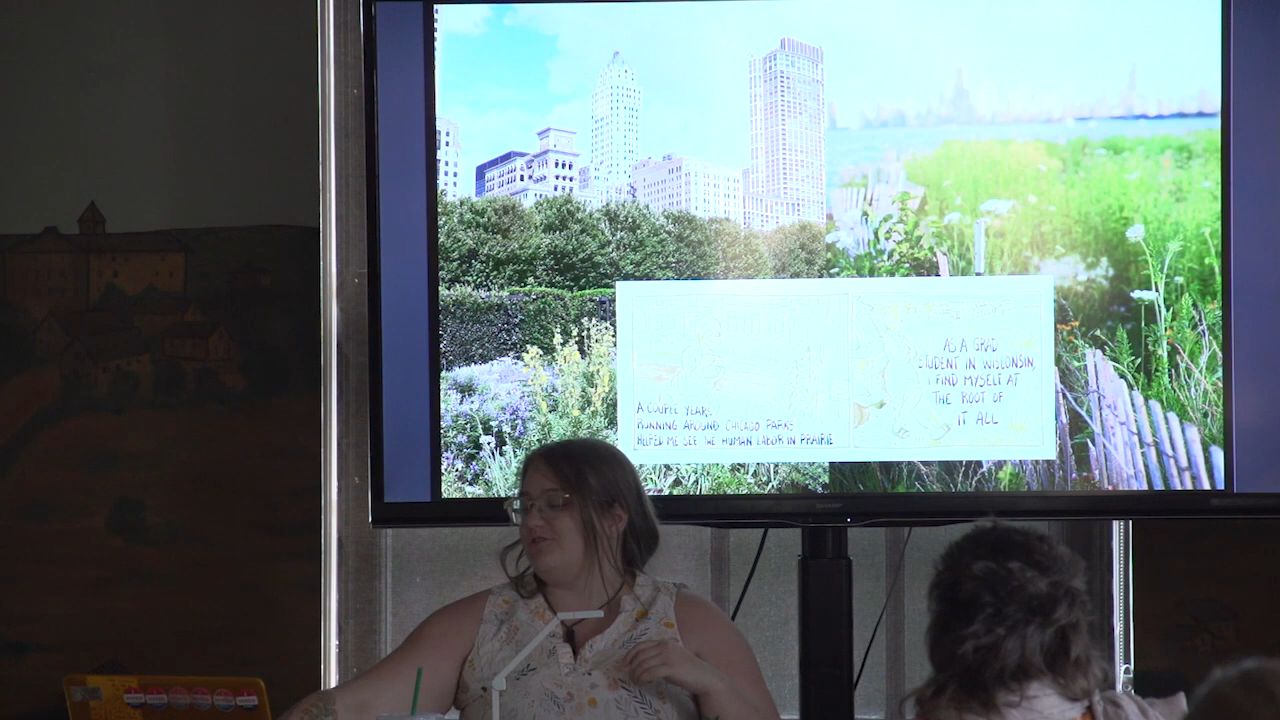 A COUPLE YEARS
RUNNING AROUND CHICAGO PARKS
HELPED ME SEE THE HUMAN LABOR IN PRAIRIE
AS A GRAD
STUDENT IN WISCONSIN,
I FIND MYSELF AT
THE ROOT OF
IT ALL
SHARP